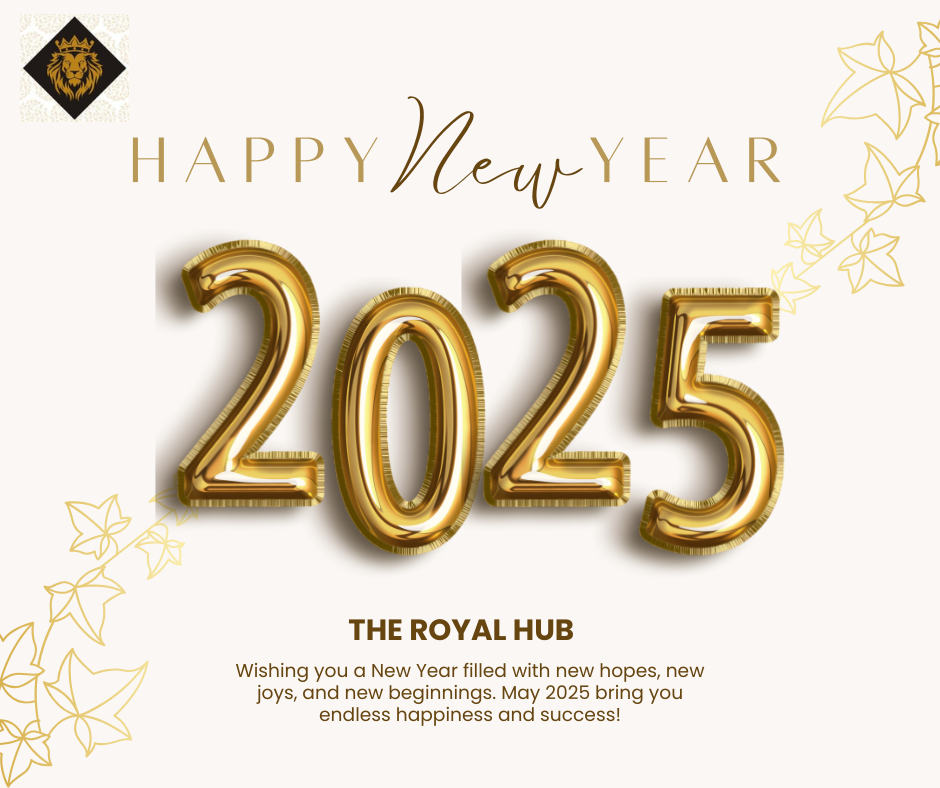 HAPPY New YEAR
2025
THE ROYAL HUB
Wishing you a New Year filled with new hopes, new
joys, and new beginnings. May 2025 bring you
endless happiness and success!